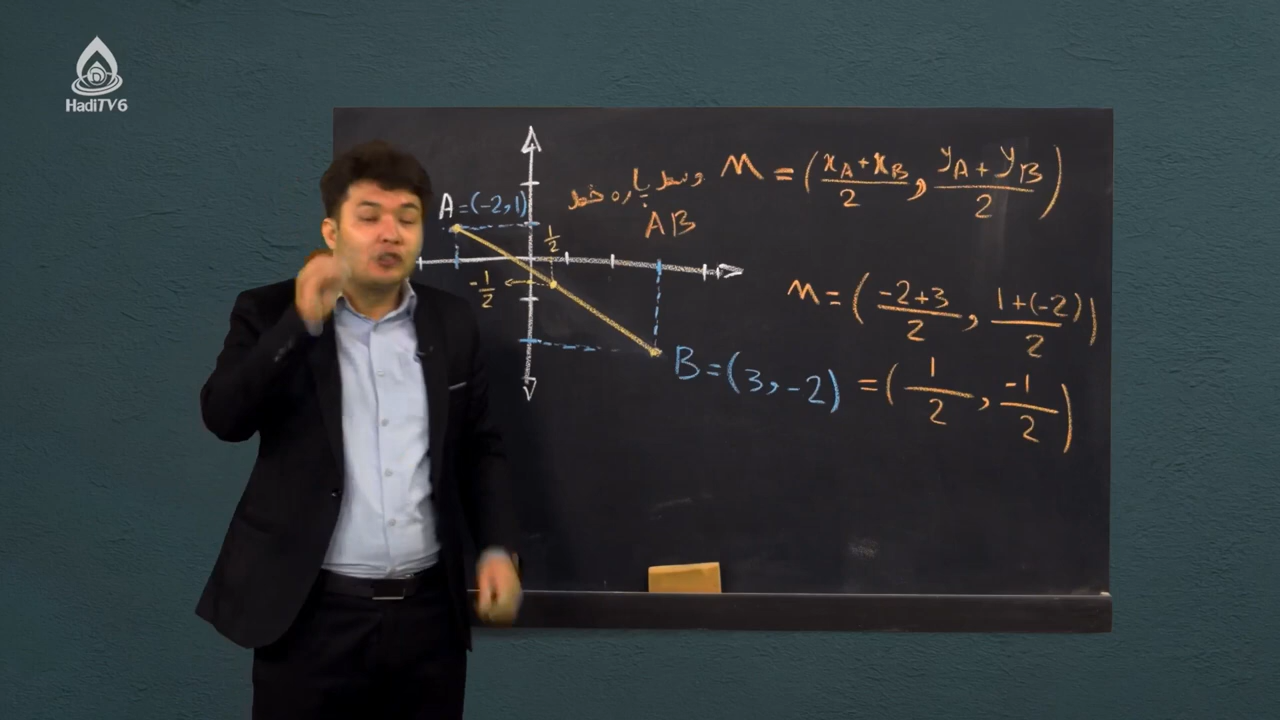 HadiTV6
A=(-2,1)
1/2
-1/2
وسط پاره خط
AB
M = (x_A + x_B / 2 , y_A + y_B / 2)
M = (-2+3 / 2 , 1+(-2) / 2)
B=(3,-2)
=(1/2 , -1/2)